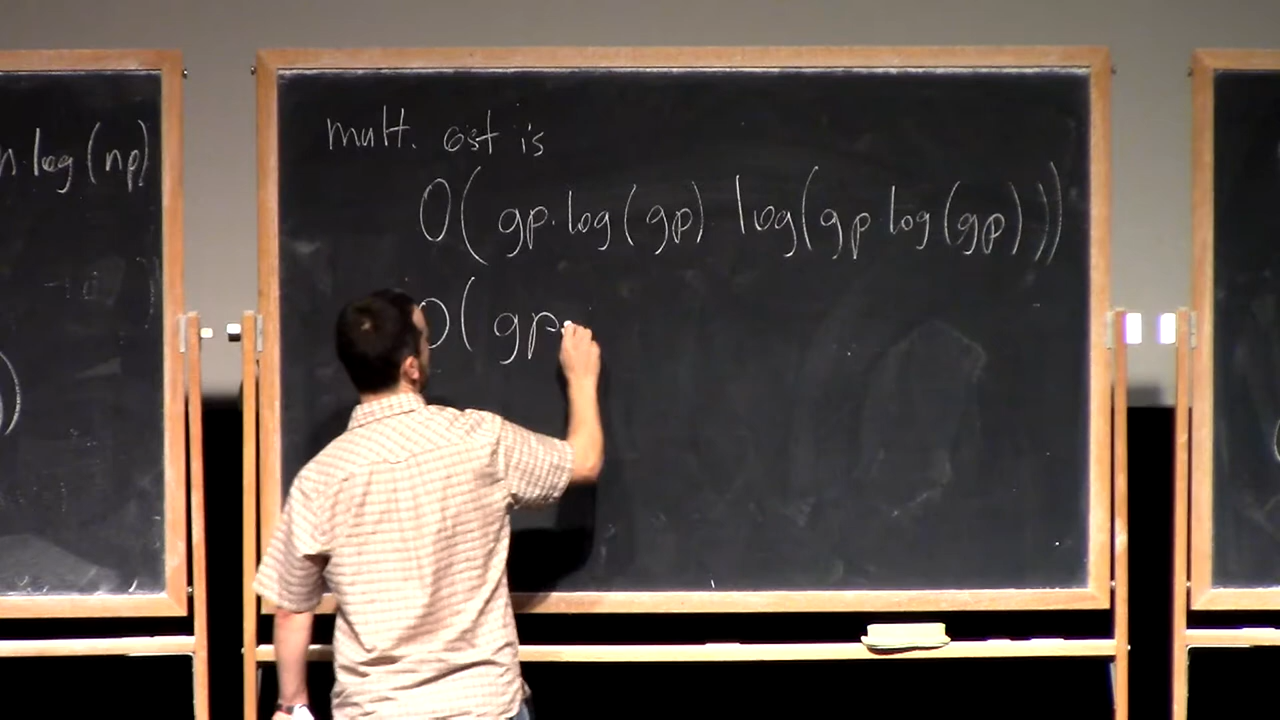 n log(np)
)
mult. cost is
O( gp·log(gp) · log(gp log(gp)))
O( gp